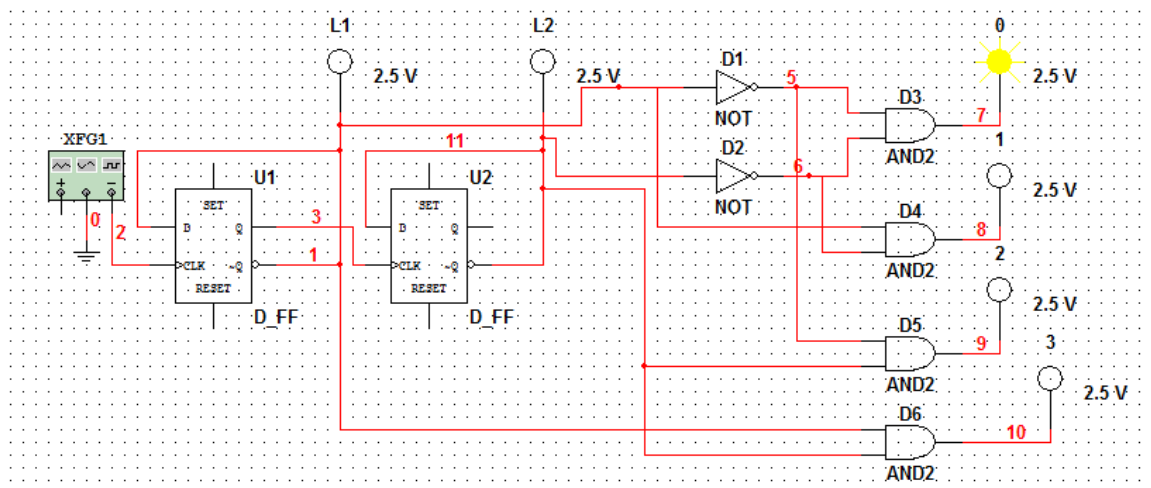 L1
L2
0
2.5 V
2.5 V
2.5 V
D1
5
NOT
D3
7
AND2
XFG1
+
−
0
2
11
D2
6
NOT
1
2.5 V
U1
SET
D
Q
CLK
~Q
RESET
D_FF
3
1
U2
SET
D
Q
CLK
~Q
RESET
D_FF
D4
8
AND2
2
2.5 V
D5
9
AND2
3
2.5 V
D6
10
AND2